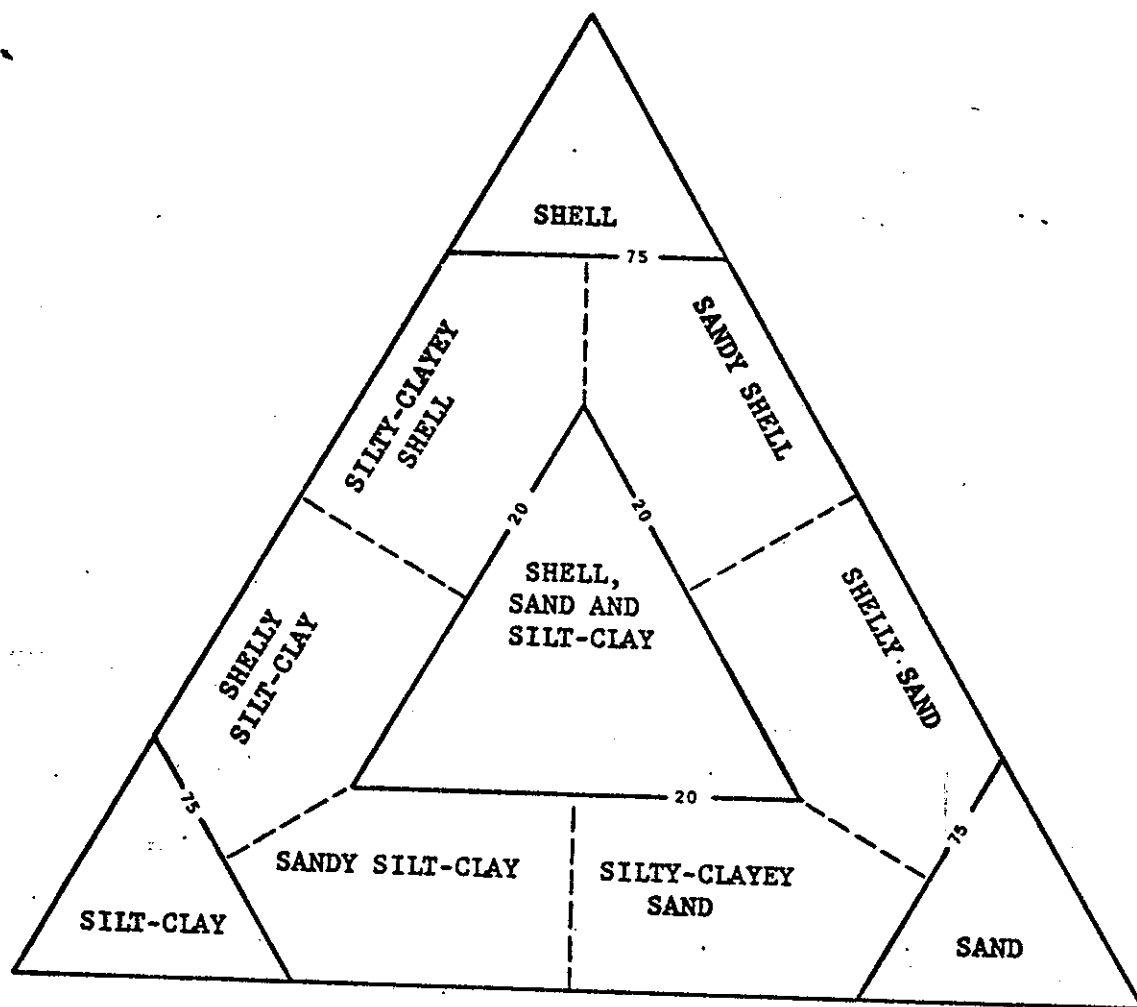 SHELL
75
SILTY-CLAYEY
SHELL
SANDY SHELL
20
20
SHELL,
SAND AND
SILT-CLAY
SHELLY
SILT-CLAY
SHELLY SAND
75
20
75
SANDY SILT-CLAY
SILTY-CLAYEY
SAND
SILT-CLAY
SAND